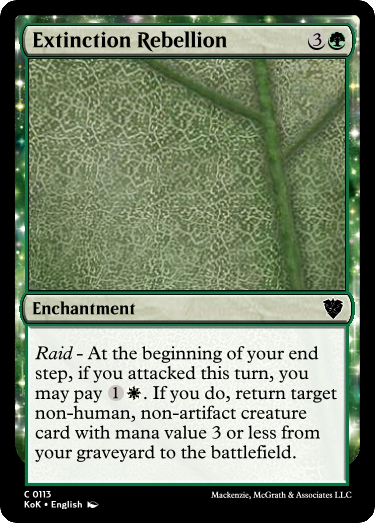 Extinction Rebellion 3
Enchantment
Raid - At the beginning of your end
step, if you attacked this turn, you
may pay 1. If you do, return target
non-human, non-artifact creature
card with mana value 3 or less from
your graveyard to the battlefield.
C 0113
KoK • English
Mackenzie, McGrath & Associates LLC